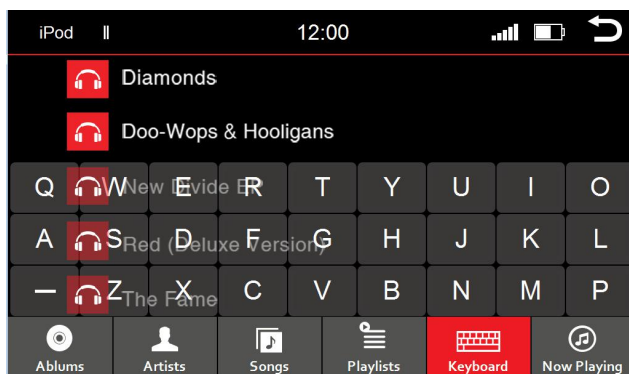 iPod 12:00
Diamonds
Doo-Wops & Hooligans
New Divide EP
Q W E R T Y U I O
Red (Deluxe Version)
A S D F G H J K L
The Fame
Z X C V B N M P
Ablums Artists Songs Playlists Keyboard Now Playing